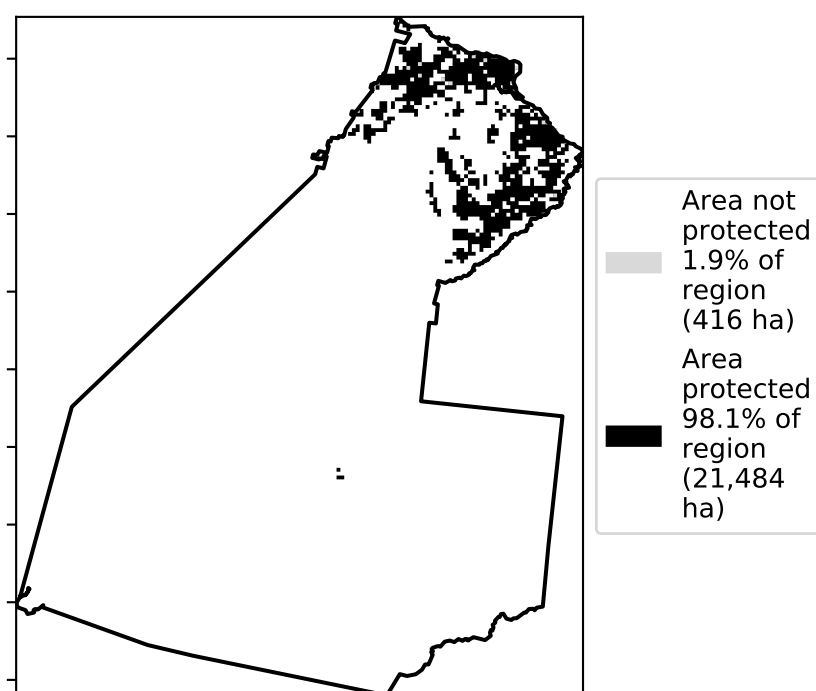 Area not
protected
1.9% of
region
(416 ha)
Area
protected
98.1% of
region
(21,484
ha)